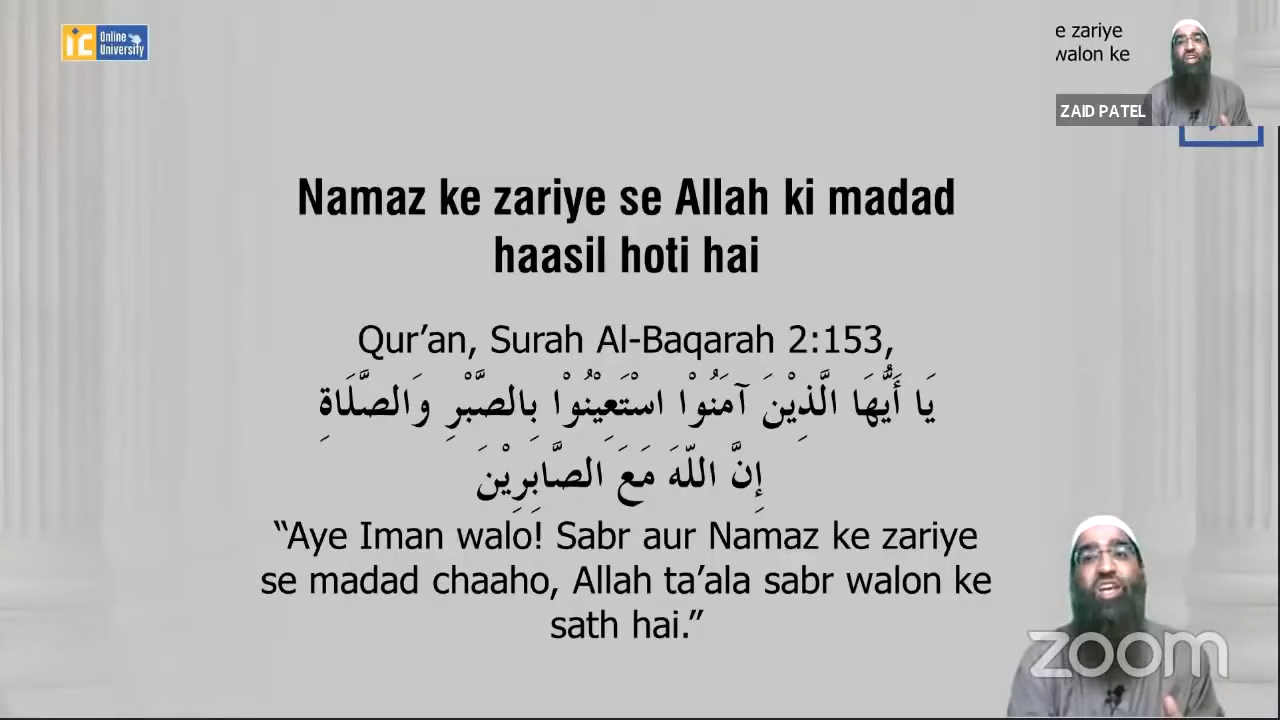 iC Online
University
e zariye
walon ke
ZAID PATEL
Namaz ke zariye se Allah ki madad
haasil hoti hai
Qur’an, Surah Al-Baqarah 2:153,
يَا أَيُّهَا الَّذِيْنَ آمَنُوْا اسْتَعِيْنُوْا بِالصَّبْرِ وَالصَّلَاةِ
إِنَّ اللّهَ مَعَ الصَّابِرِيْنَ
“Aye Iman walo! Sabr aur Namaz ke zariye
se madad chaaho, Allah ta’ala sabr walon ke
sath hai.”
zoom